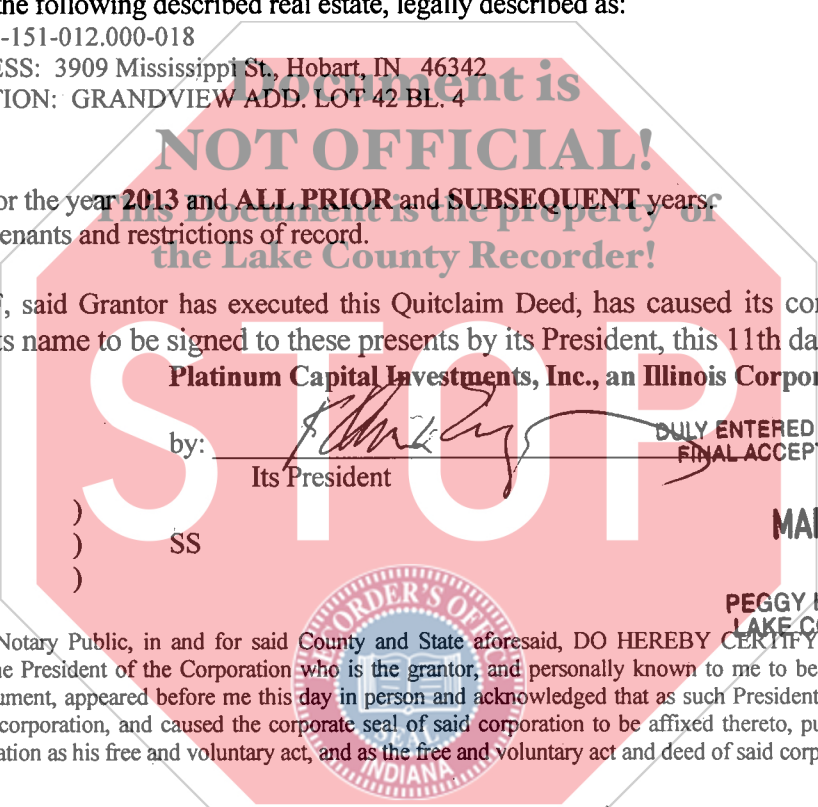 the following described real estate, legally described as:
-151-012.000-018
ESS: 3909 Mississippi St., Hobart, IN 46342
TION: GRANDVIEW ADD. LOT 42 BL. 4
Document is
NOT OFFICIAL!
This Document is the property of
the Lake County Recorder!
or the year 2013 and ALL PRIOR and SUBSEQUENT years.
enants and restrictions of record.
F, said Grantor has executed this Quitclaim Deed, has caused its cor
ts name to be signed to these presents by its President, this 11th da
Platinum Capital Investments, Inc., an Illinois Corpor
by:
Its President
DULY ENTERED
FINAL ACCEPT
STOP
)
) SS
)
MA
PEGGY
LAKE CO
RECORDER'S OFFICE
SEAL
INDIANA
Notary Public, in and for said County and State aforesaid, DO HEREBY CERTIFY
he President of the Corporation who is the grantor, and personally known to me to be
ument, appeared before me this day in person and acknowledged that as such President
corporation, and caused the corporate seal of said corporation to be affixed thereto, pu
ation as his free and voluntary act, and as the free and voluntary act and deed of said corp